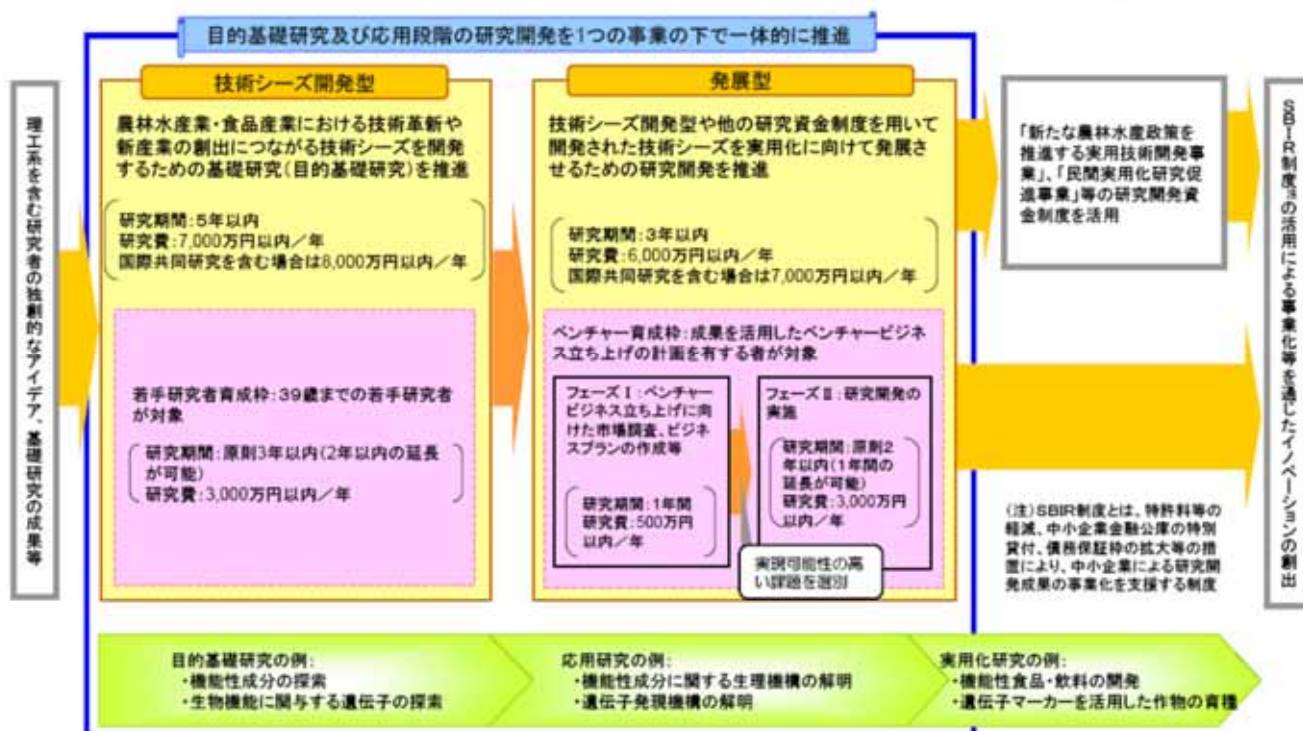 目的基礎研究及び応用段階の研究開発を1つの事業の下で一体的に推進
理工系を含む研究者の独創的なアイデア、基礎研究の成果等
技術シーズ開発型
農林水産業・食品産業における技術革新や
新産業の創出につながる技術シーズを開発
するための基礎研究(目的基礎研究)を推進
研究期間:5年以内
研究費:7,000万円以内/年
国際共同研究を含む場合は8,000万円以内/年
若手研究者育成枠:39歳までの若手研究者
が対象
研究期間:原則3年以内(2年以内の延長
が可能)
研究費:3,000万円以内/年
発展型
技術シーズ開発型や他の研究資金制度を用いて
開発された技術シーズを実用化に向けて発展さ
せるための研究開発を推進
研究期間:3年以内
研究費:6,000万円以内/年
国際共同研究を含む場合は7,000万円以内/年
ベンチャー育成枠:成果を活用したベンチャービジネ
ス立ち上げの計画を有する者が対象
フェーズⅠ:ベンチャー
ビジネス立ち上げに向
けた市場調査、ビジネ
スプランの作成等
研究期間:1年間
研究費:500万円
以内/年
フェーズⅡ:研究開発の
実施
研究期間:原則2
年以内(1年間の
延長が可能)
研究費:3,000万円
以内/年
実現可能性の高
い課題を選別
「新たな農林水産政策を
推進する実用技術開発事
業」、「民間実用化研究促
進事業」等の研究開発資
金制度を活用
SBIR制度の活用による事業化等を通じたイノベーションの創出
(注)SBIR制度とは、特許料等の
軽減、中小企業金融公庫の特別
貸付、債務保証枠の拡大等の措
置により、中小企業による研究開
発成果の事業化を支援する制度
目的基礎研究の例:
・機能性成分の探索
・生物機能に関与する遺伝子の探索
応用研究の例:
・機能性成分に関する生理機構の解明
・遺伝子発現機構の解明
実用化研究の例:
・機能性食品・飲料の開発
・遺伝子マーカーを活用した作物の育種